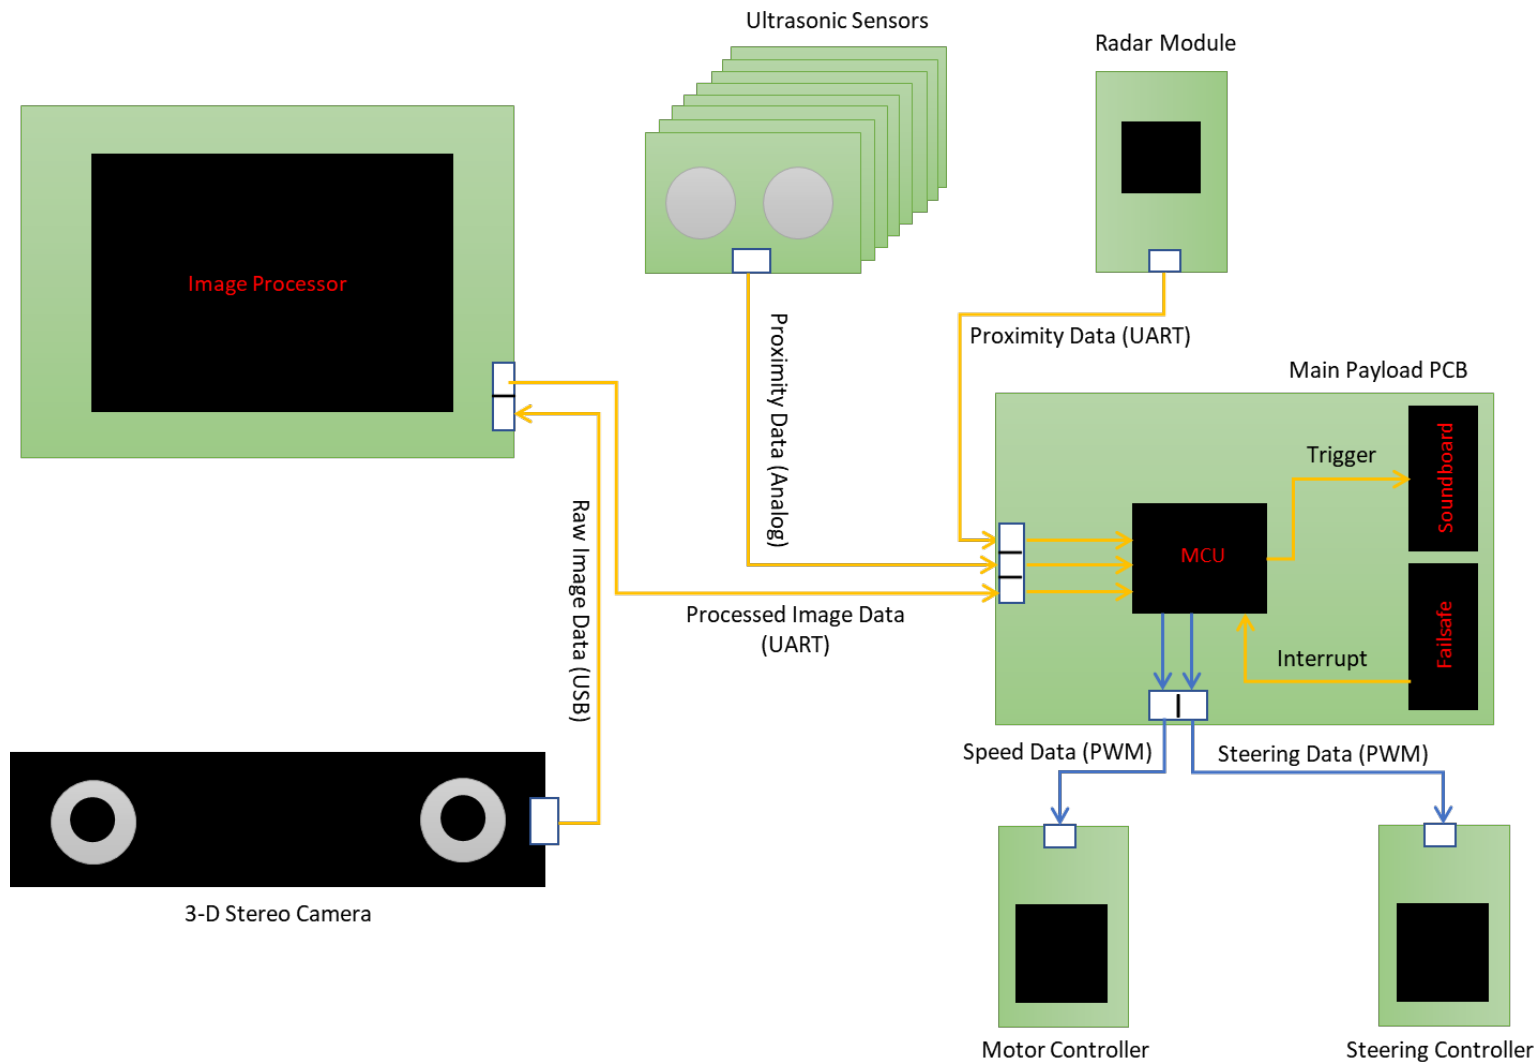 Ultrasonic Sensors
Radar Module
Image Processor
Proximity Data (Analog)
Proximity Data (UART)
Main Payload PCB
Trigger
Soundboard
MCU
Raw Image Data (USB)
Processed Image Data
(UART)
Interrupt
Failsafe
Speed Data (PWM)
Steering Data (PWM)
3-D Stereo Camera
Motor Controller
Steering Controller